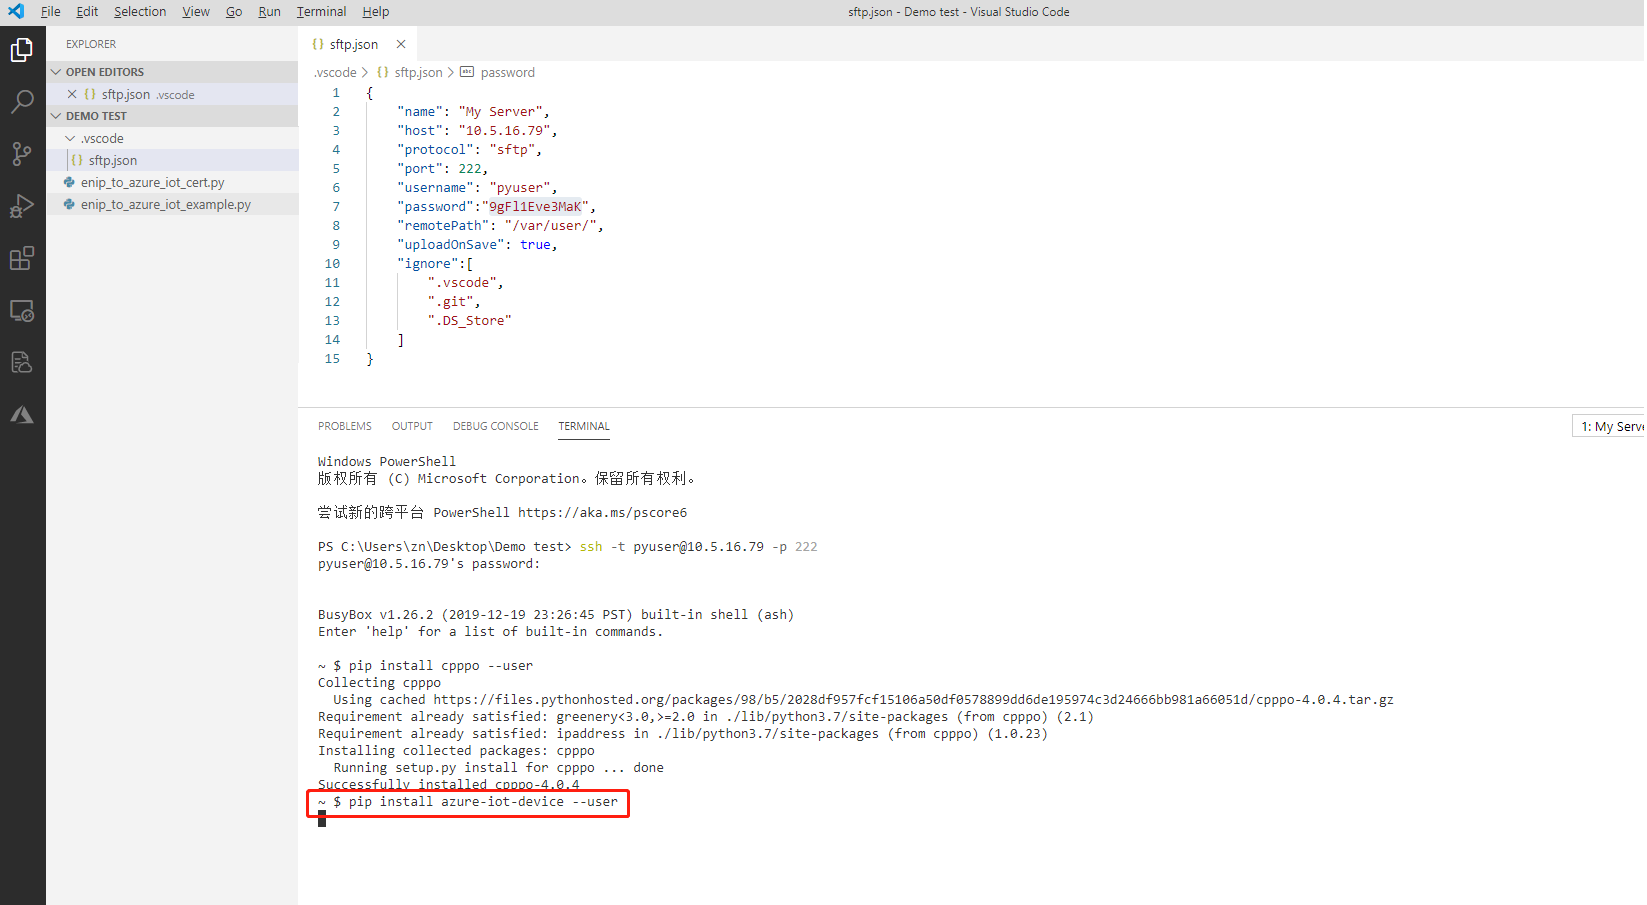 File Edit Selection View Go Run Terminal Help
sftp.json - Demo test - Visual Studio Code
EXPLORER
OPEN EDITORS
sftp.json .vscode
DEMO TEST
.vscode
{} sftp.json
enip_to_azure_iot_cert.py
enip_to_azure_iot_example.py
{} sftp.json
.vscode > {} sftp.json > abc password
1 {
2 "name": "My Server",
3 "host": "10.5.16.79",
4 "protocol": "sftp",
5 "port": 222,
6 "username": "pyuser",
7 "password":"9gFl1Eve3MaK",
8 "remotePath": "/var/user/",
9 "uploadOnSave": true,
10 "ignore":[
11 ".vscode",
12 ".git",
13 ".DS_Store"
14 ]
15 }
PROBLEMS OUTPUT DEBUG CONSOLE TERMINAL
1: My Serve
Windows PowerShell
版权所有 (C) Microsoft Corporation。保留所有权利。
尝试新的跨平台 PowerShell https://aka.ms/pscore6
PS C:\Users\zn\Desktop\Demo test> ssh -t pyuser@10.5.16.79 -p 222
pyuser@10.5.16.79's password:
BusyBox v1.26.2 (2019-12-19 23:26:45 PST) built-in shell (ash)
Enter 'help' for a list of built-in commands.
~ $ pip install cpppo --user
Collecting cpppo
Using cached https://files.pythonhosted.org/packages/98/b5/2028df957fcf15106a50df0578899dd6de195974c3d24666bb981a66051d/cpppo-4.0.4.tar.gz
Requirement already satisfied: greenery<3.0,>=2.0 in ./lib/python3.7/site-packages (from cpppo) (2.1)
Requirement already satisfied: ipaddress in ./lib/python3.7/site-packages (from cpppo) (1.0.23)
Installing collected packages: cpppo
Running setup.py install for cpppo ... done
Successfully installed cpppo-4.0.4
~ $ pip install azure-iot-device --user